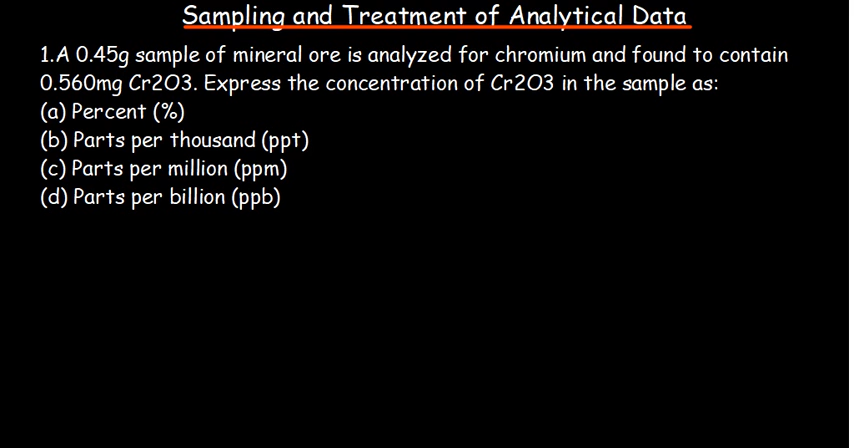 Sampling and Treatment of Analytical Data
1.A 0.45g sample of mineral ore is analyzed for chromium and found to contain
0.560mg Cr2O3. Express the concentration of Cr2O3 in the sample as:
(a) Percent (%)
(b) Parts per thousand (ppt)
(c) Parts per million (ppm)
(d) Parts per billion (ppb)